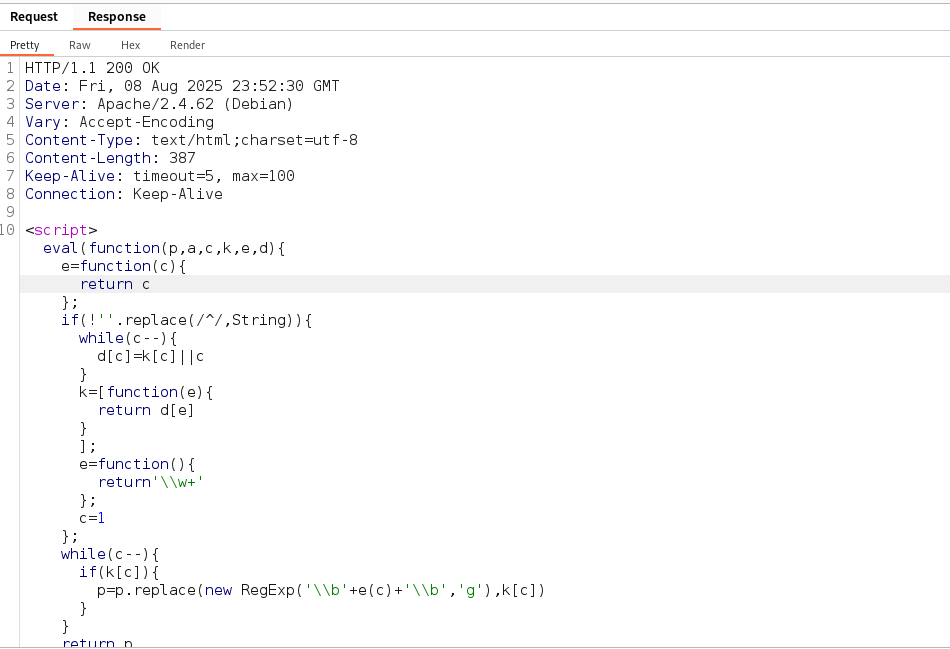 Request Response
Pretty Raw Hex Render
1 HTTP/1.1 200 OK
2 Date: Fri, 08 Aug 2025 23:52:30 GMT
3 Server: Apache/2.4.62 (Debian)
4 Vary: Accept-Encoding
5 Content-Type: text/html;charset=utf-8
6 Content-Length: 387
7 Keep-Alive: timeout=5, max=100
8 Connection: Keep-Alive
9
10 <script>
eval(function(p,a,c,k,e,d){
e=function(c){
return c
};
if(!''.replace(/^/,String)){
while(c--){
d[c]=k[c]||c
}
k=[function(e){
return d[e]
}
];
e=function(){
return'\\w+'
};
c=1
};
while(c--){
if(k[c]){
p=p.replace(new RegExp('\\b'+e(c)+'\\b','g'),k[c])
}
}
return p